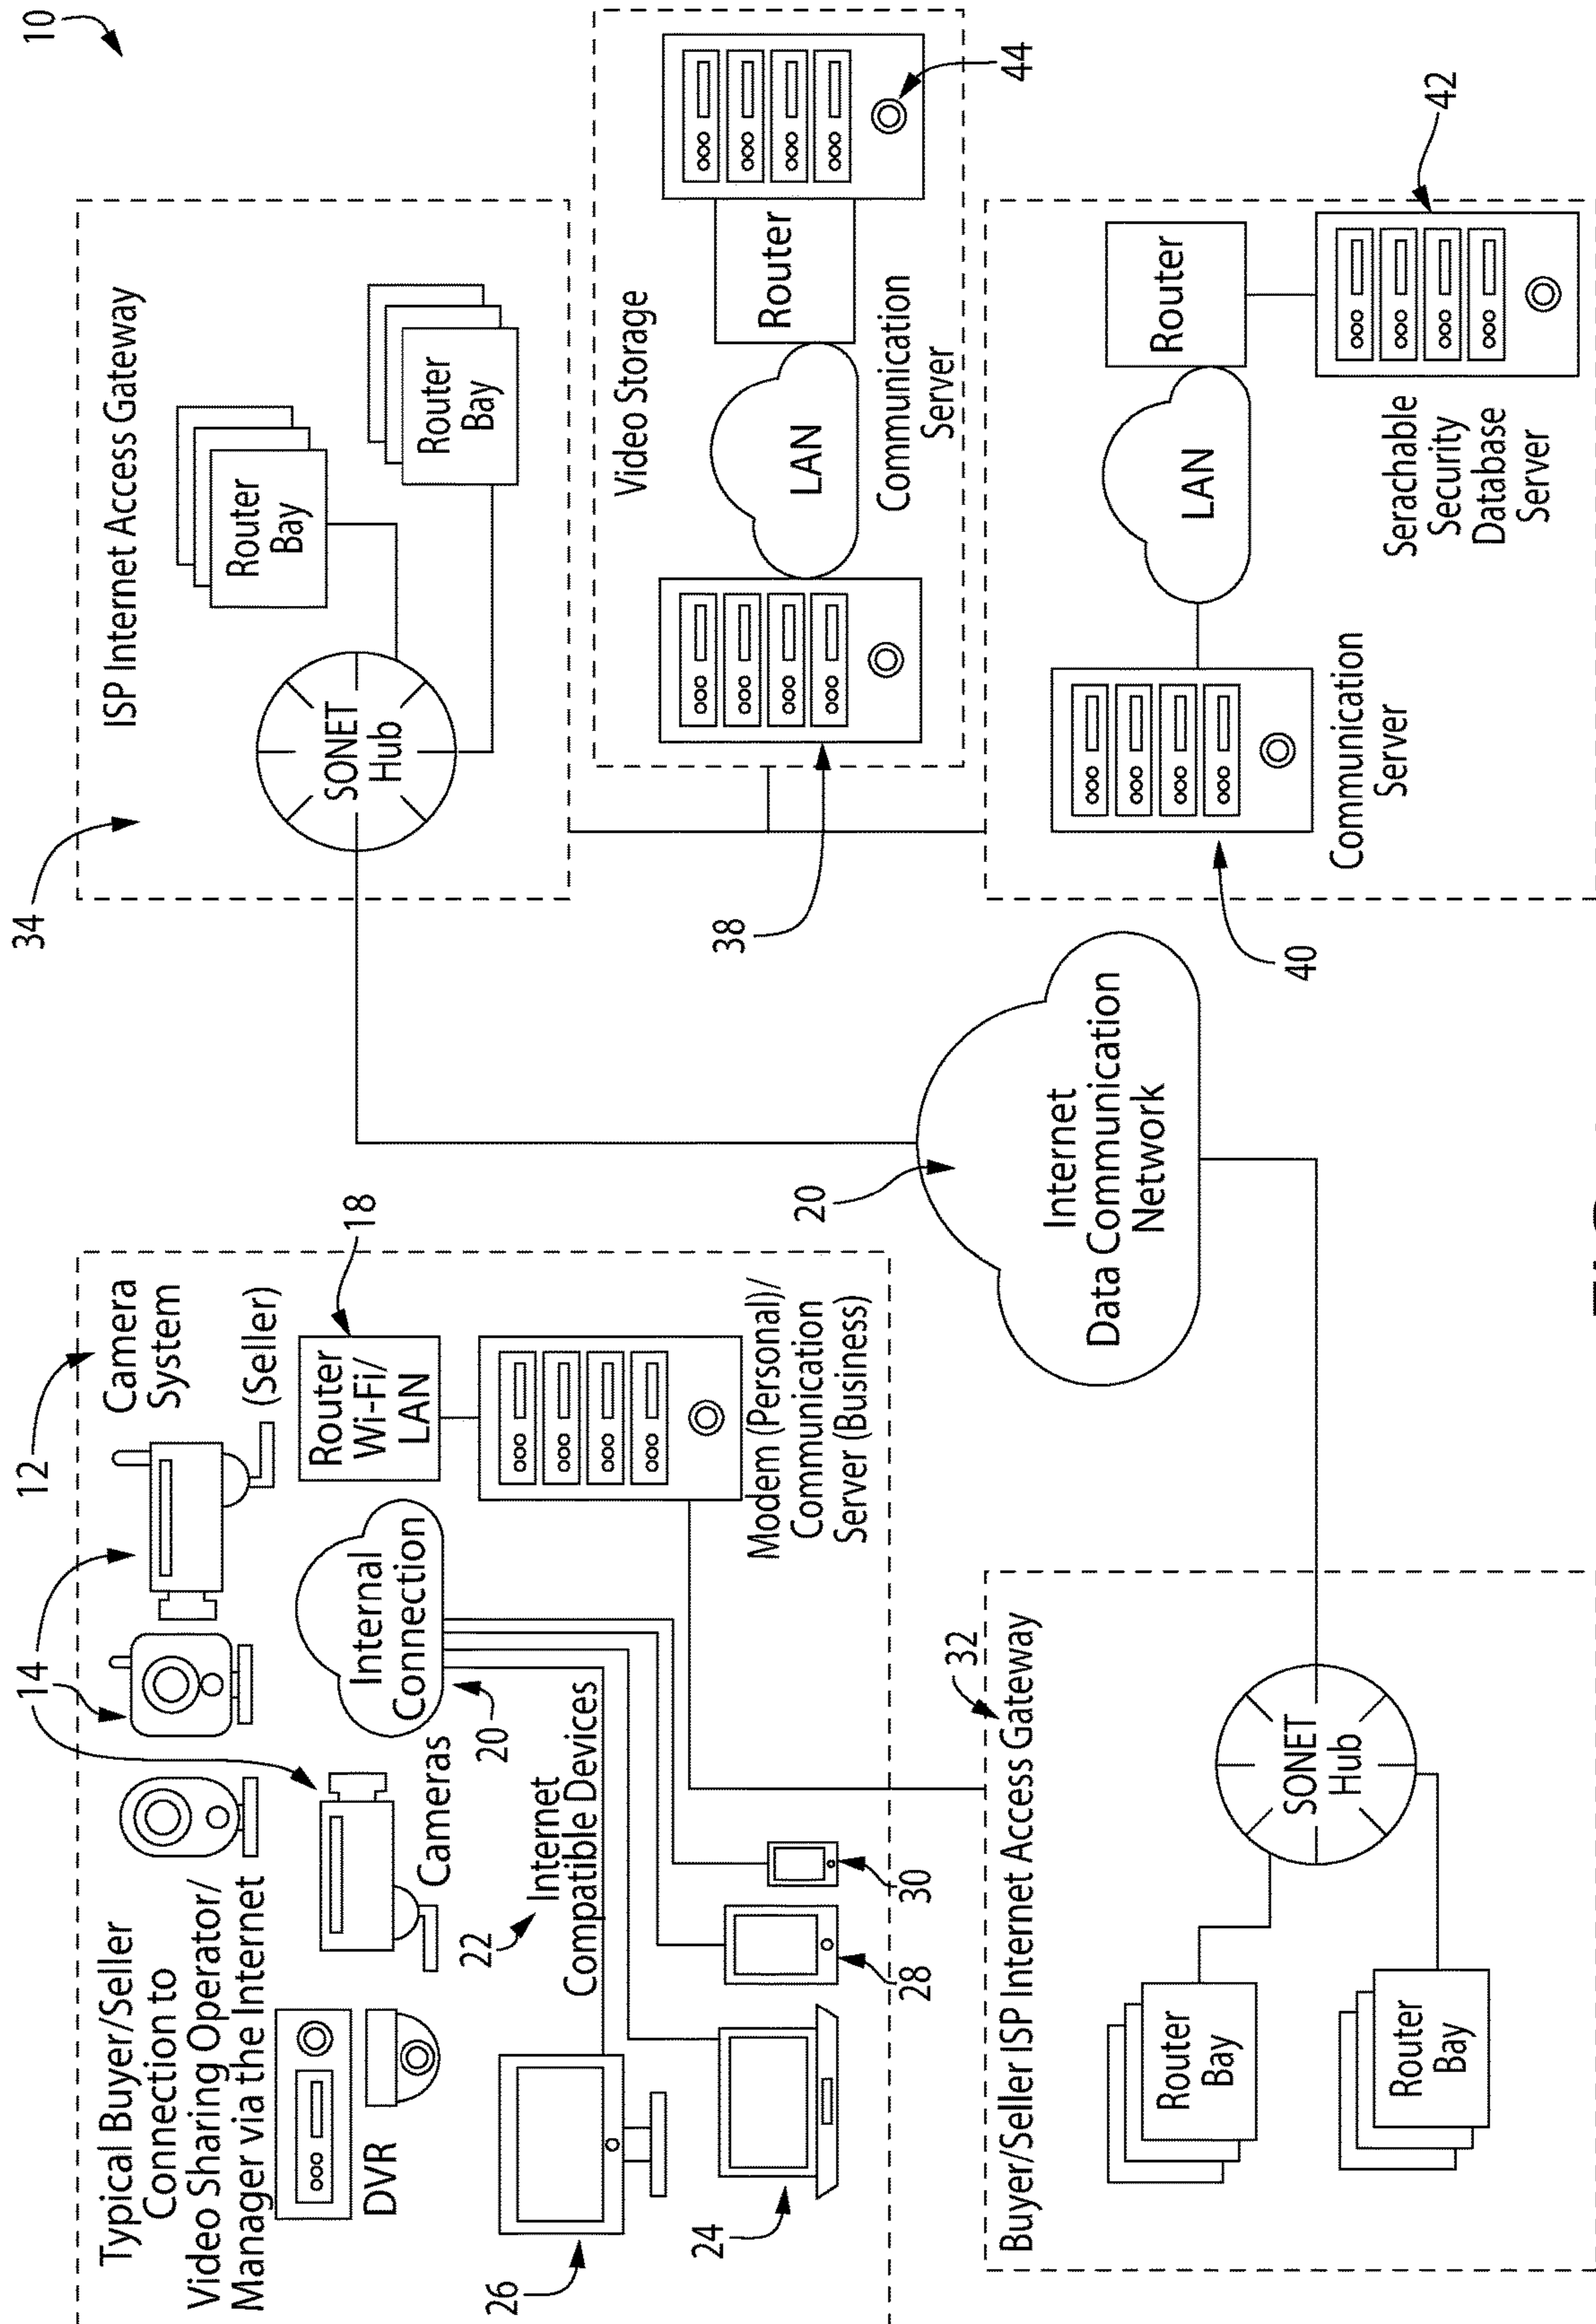 10
Typical Buyer/Seller
Connection to
Video Sharing Operator/
Manager via the Internet
DVR
14
12
Camera
System
(Seller)
Cameras
Router
Wi-Fi/
LAN
18
Internal
Connection
20
22
Internet
Compatible Devices
26
24
28
30
Modem (Personal)/
Communication
Server (Business)
34
ISP Internet Access Gateway
SONET
Hub
Router
Bay
Router
Bay
Video Storage
38
LAN
Router
44
Communication
Server
20
Internet
Data Communication
Network
Buyer/Seller ISP Internet Access Gateway
32
Router
Bay
Router
Bay
SONET
Hub
40
Communication
Server
LAN
Router
42
Serachable
Security
Database
Server